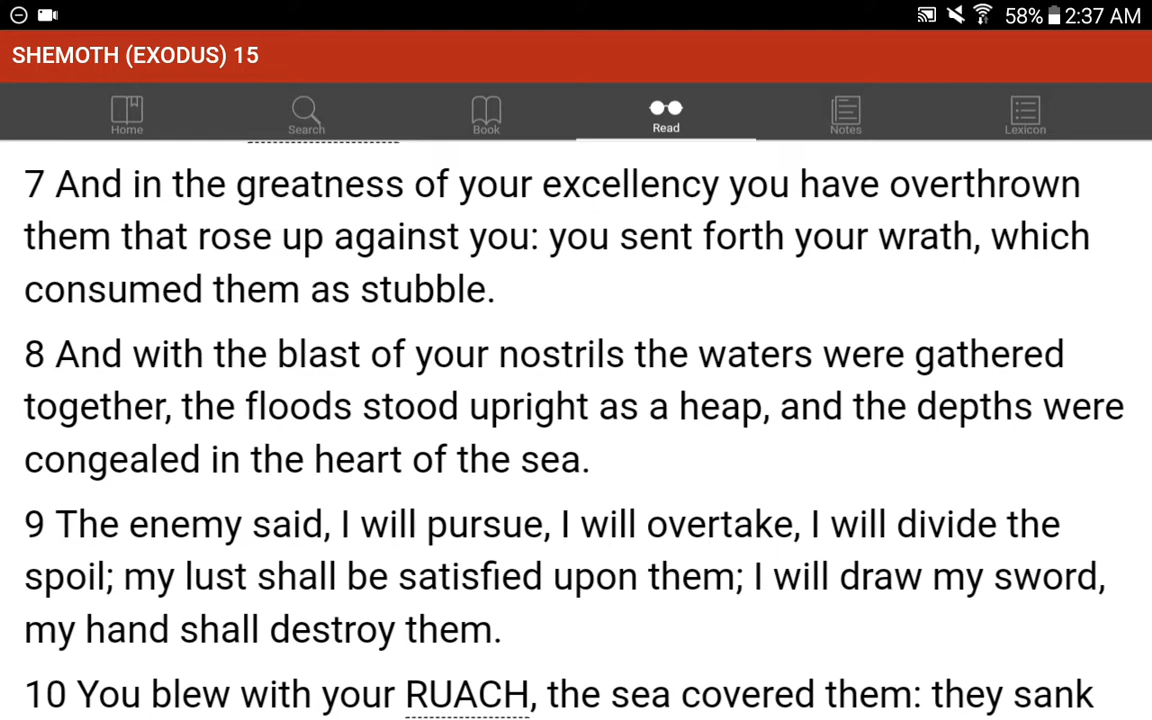 58% 2:37 AM
SHEMOTH (EXODUS) 15
Home Search Book Read Notes Lexicon
7 And in the greatness of your excellency you have overthrown
them that rose up against you: you sent forth your wrath, which
consumed them as stubble.
8 And with the blast of your nostrils the waters were gathered
together, the floods stood upright as a heap, and the depths were
congealed in the heart of the sea.
9 The enemy said, I will pursue, I will overtake, I will divide the
spoil; my lust shall be satisfied upon them; I will draw my sword,
my hand shall destroy them.
10 You blew with your RUACH, the sea covered them: they sank